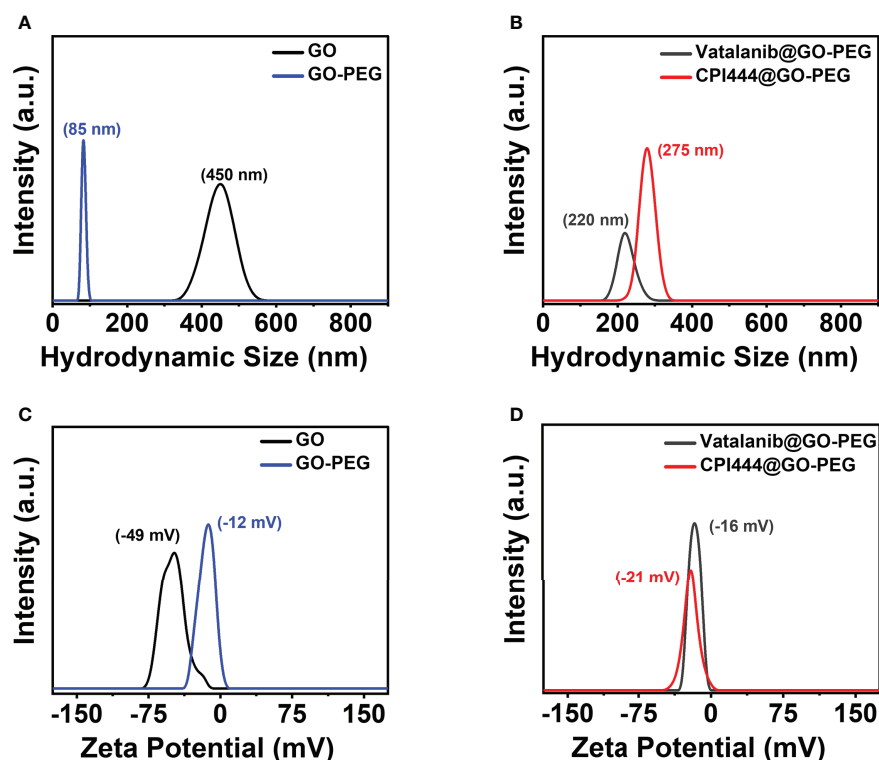 A
GO
GO-PEG
(85 nm)
(450 nm)
Intensity (a.u.)
0 200 400 600 800
Hydrodynamic Size (nm)
B
Vatalanib@GO-PEG
CPI444@GO-PEG
(275 nm)
(220 nm)
Intensity (a.u.)
0 200 400 600 800
Hydrodynamic Size (nm)
C
GO
GO-PEG
(-49 mV)
(-12 mV)
Intensity (a.u.)
-150 -75 0 75 150
Zeta Potential (mV)
D
Vatalanib@GO-PEG
CPI444@GO-PEG
(-16 mV)
(-21 mV)
Intensity (a.u.)
-150 -75 0 75 150
Zeta Potential (mV)